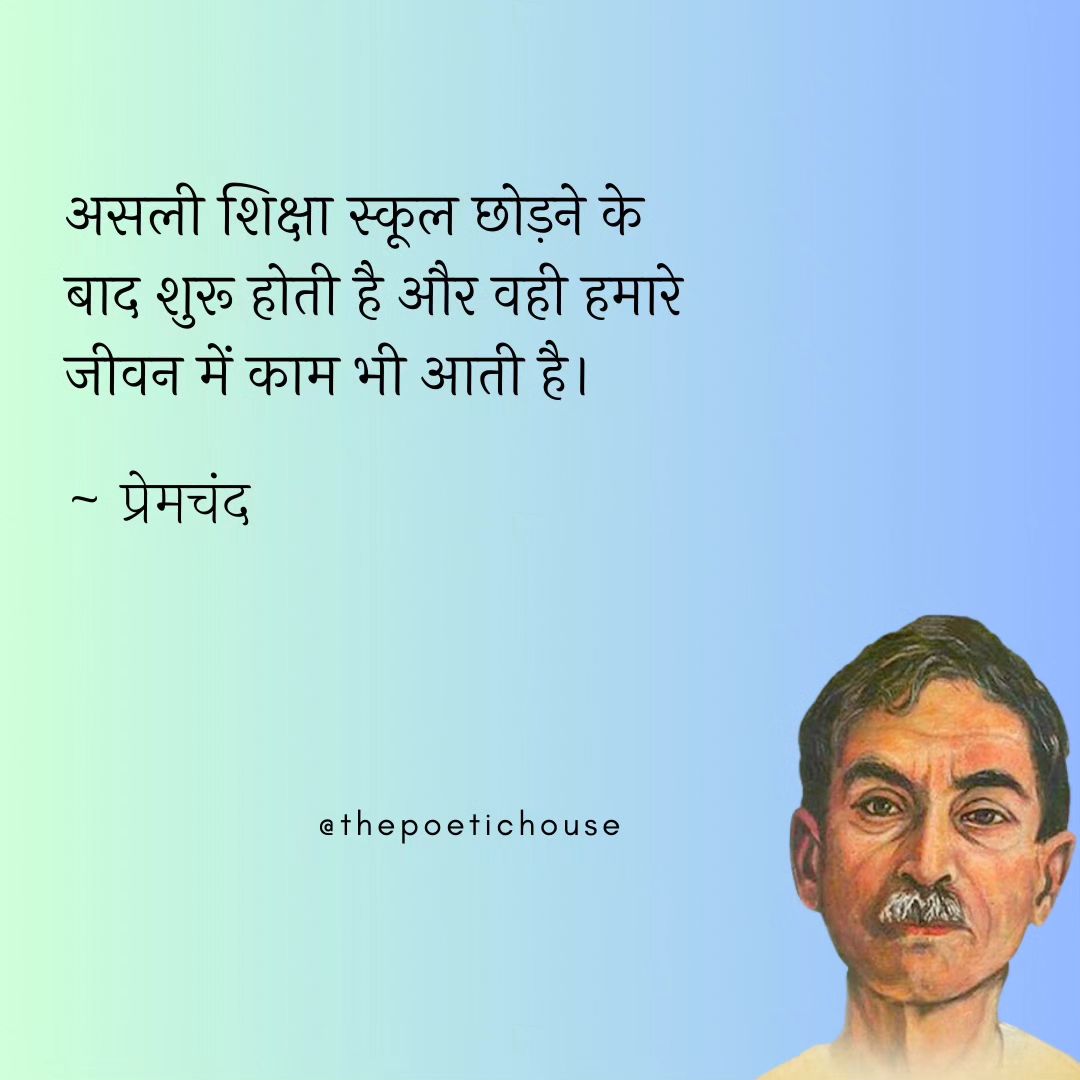 असली शिक्षा स्कूल छोड़ने के
बाद शुरू होती है और वही हमारे
जीवन में काम भी आती है।
~ प्रेमचंद
@thepoetichouse